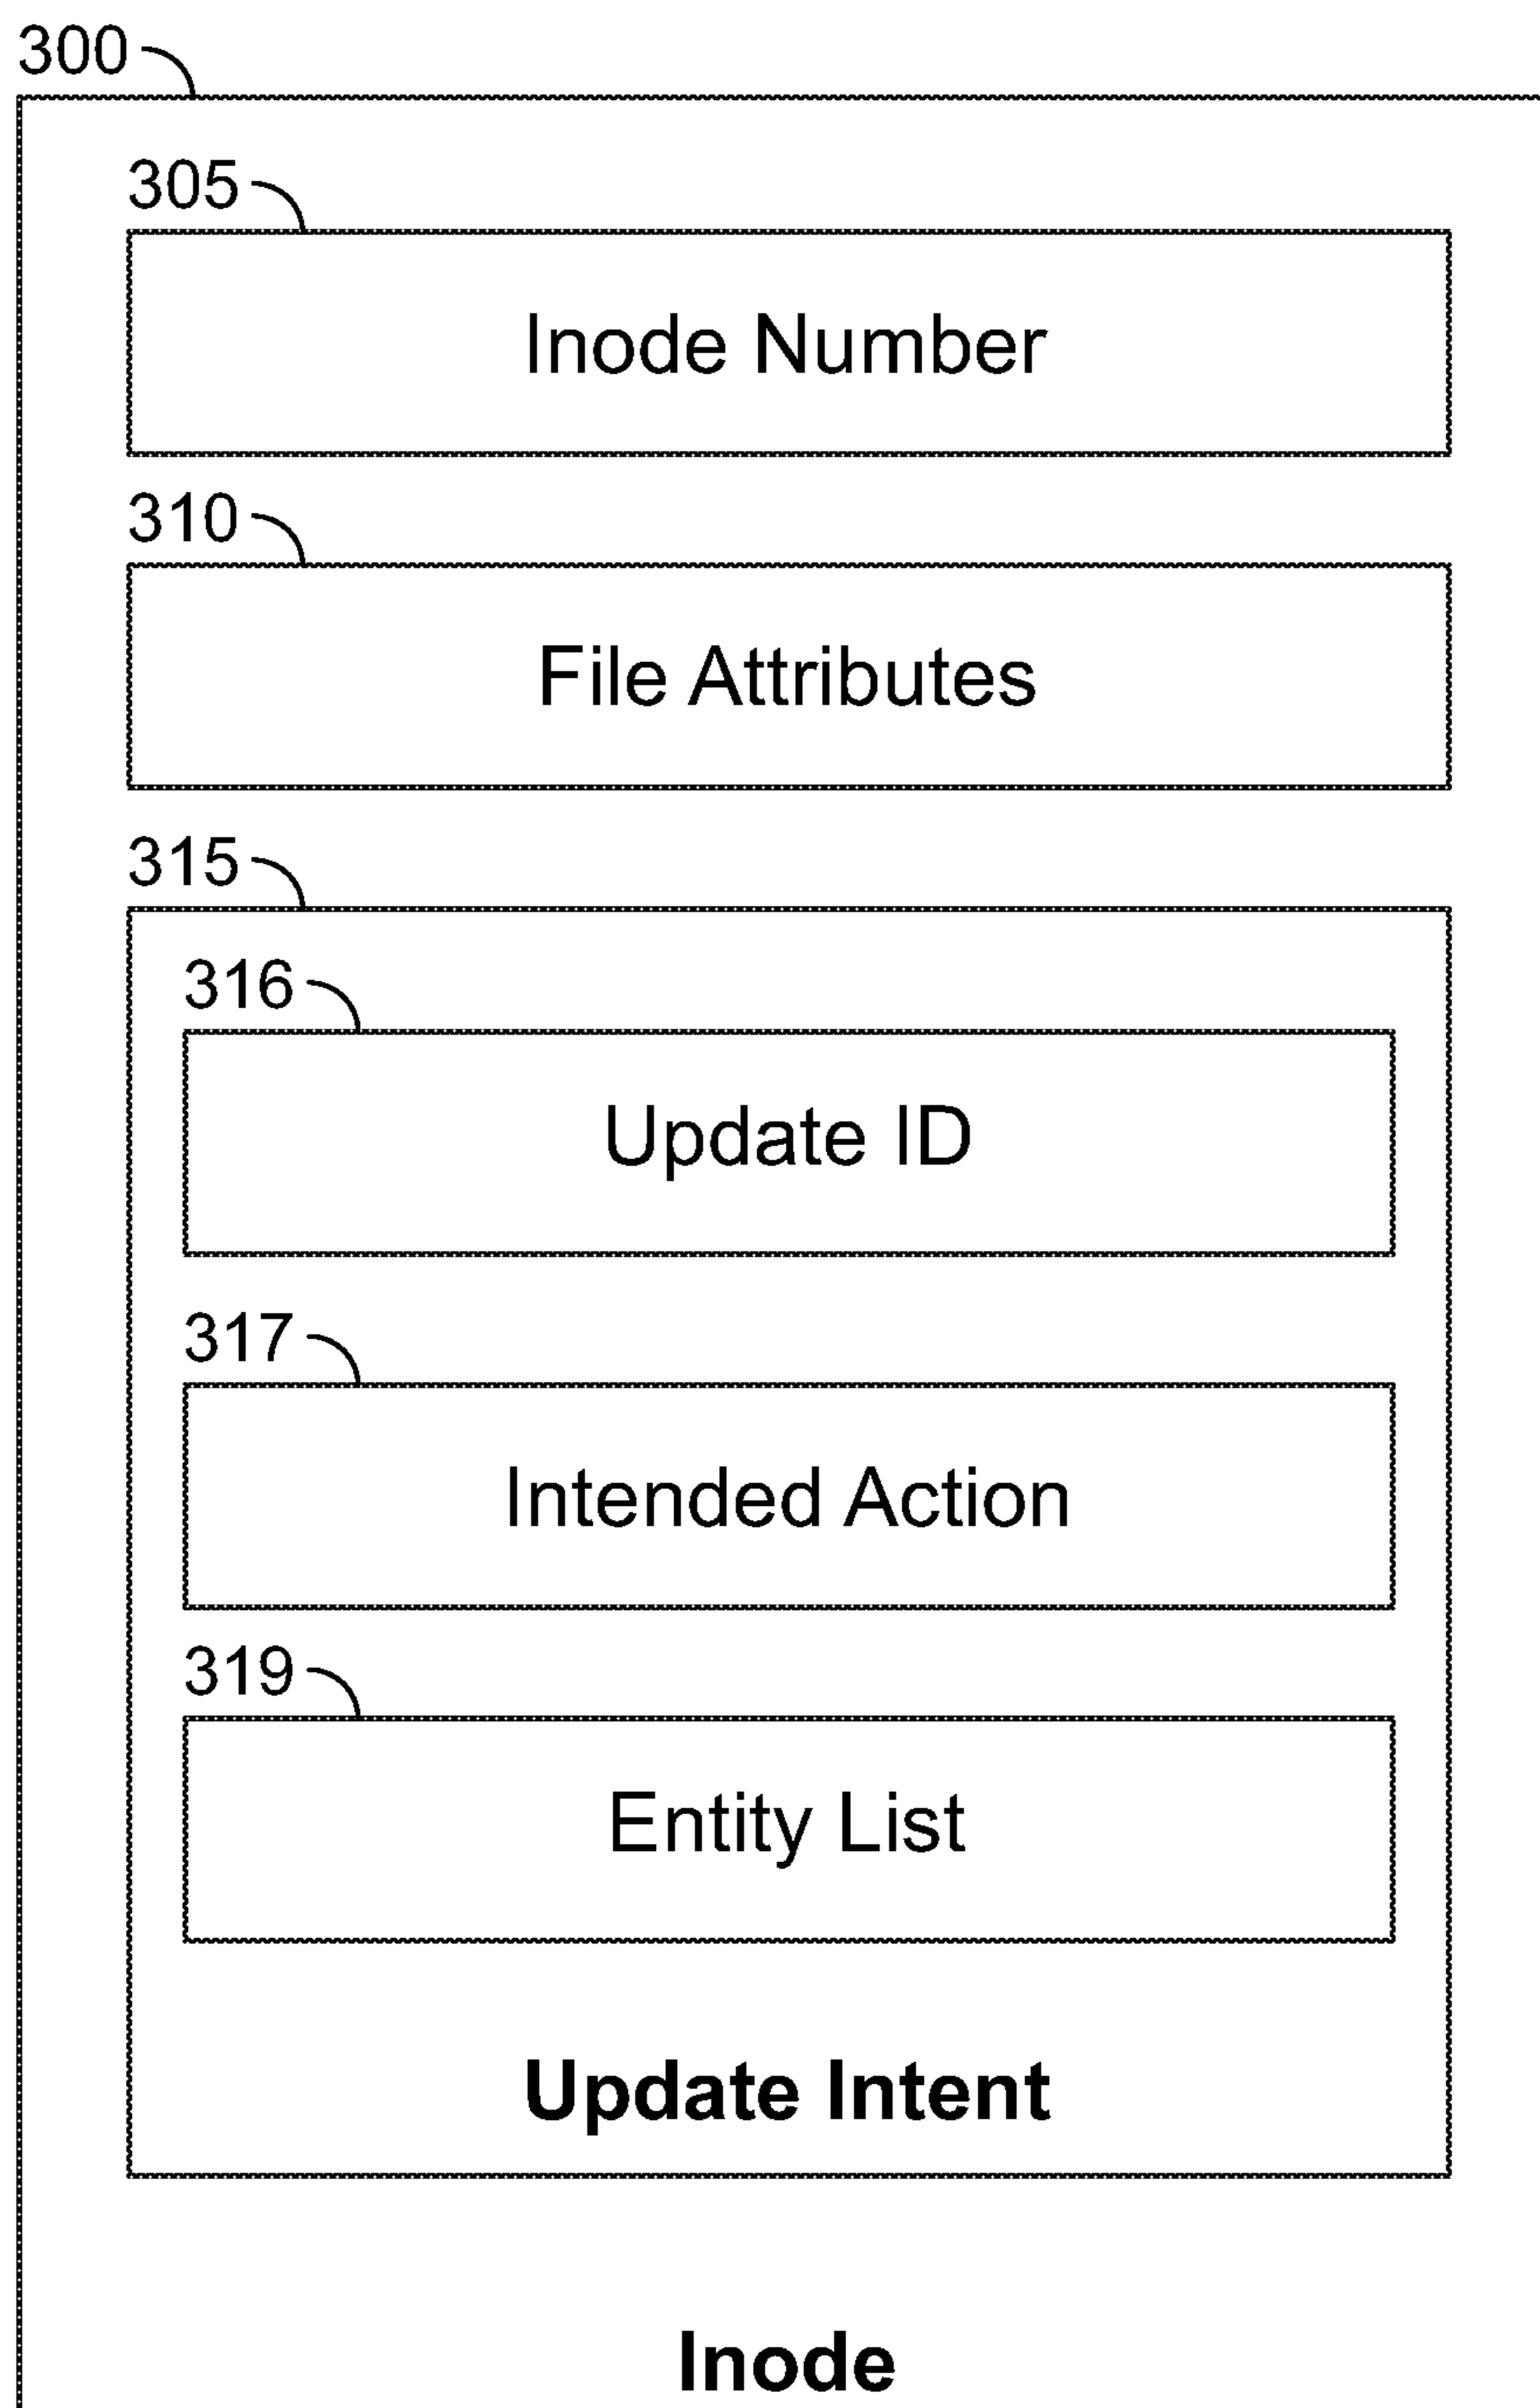 300
305
Inode Number
310
File Attributes
315
316
Update ID
317
Intended Action
319
Entity List
Update Intent
Inode